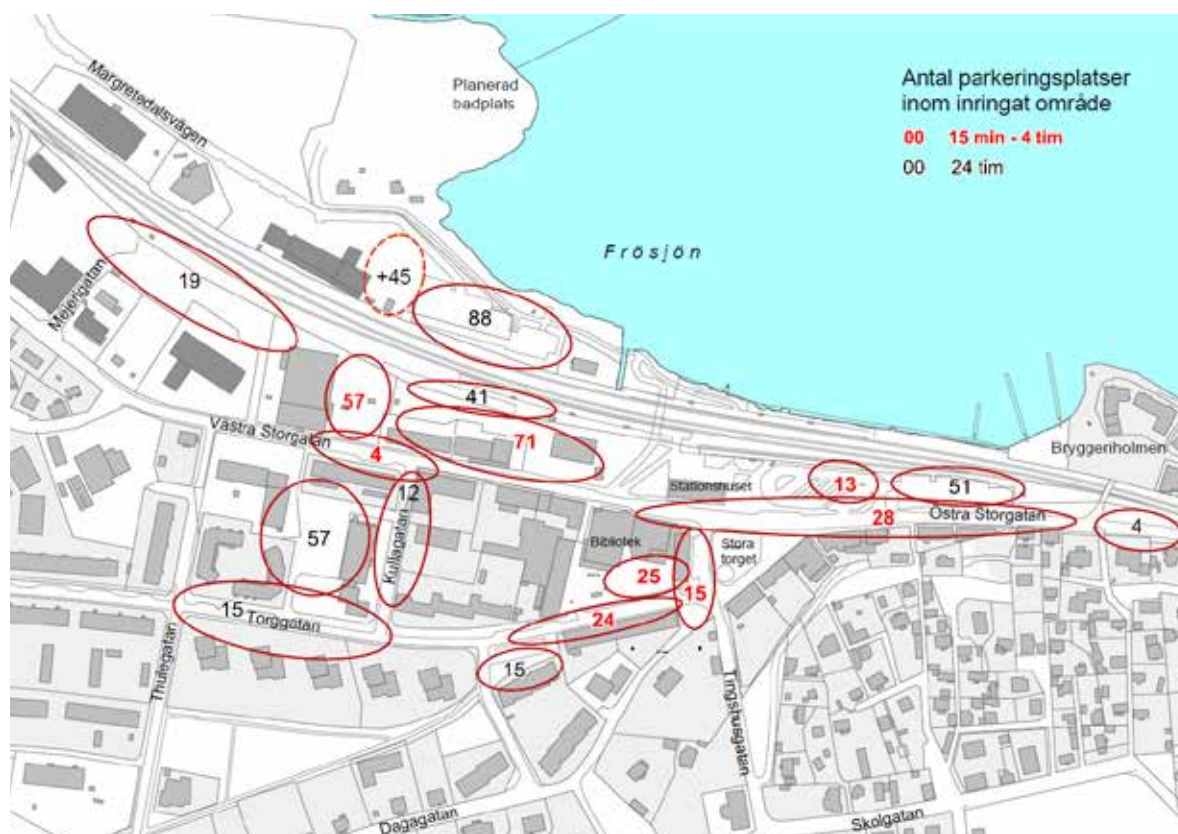 Margretedalsvägen
Planerad
badplats
Antal parkeringsplatser
inom inringat område
00 15 min - 4 tim
00 24 tim
Frösjön
Mejerigatan
19
+45
88
57
41
71
Västra Storgatan
4
12
57
Kullagatan
Stationshuset
13
51
Bryggenholmen
28
Östra Storgatan
4
Bibliotek
Stora
torget
25
15
24
15
Torggatan
15
Thulegatan
Tingshusgatan
Dagagatan
Skolgatan